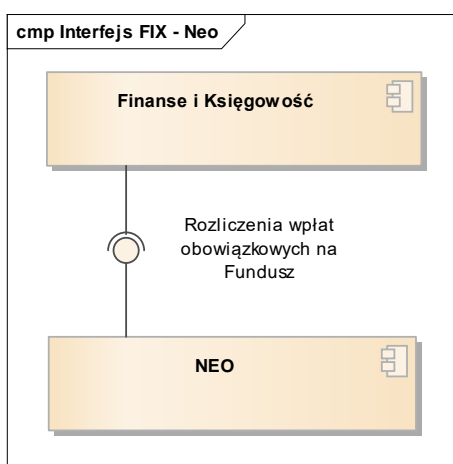 cmp Interfejs FIX - Neo
Finanse i Księgowość
Rozliczenia wpłat
obowiązkowych na
Fundusz
NEO